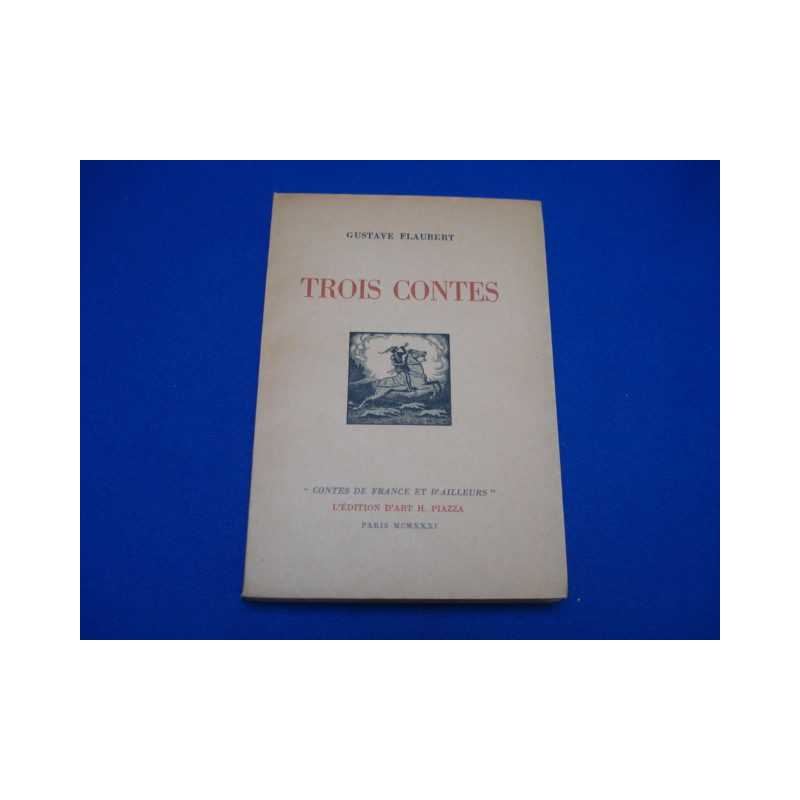 GUSTAVE FLAUBERT
TROIS CONTES
" CONTES DE FRANCE ET D'AILLEURS "
L'ÉDITION D'ART H. PIAZZA
PARIS MCMXXXI